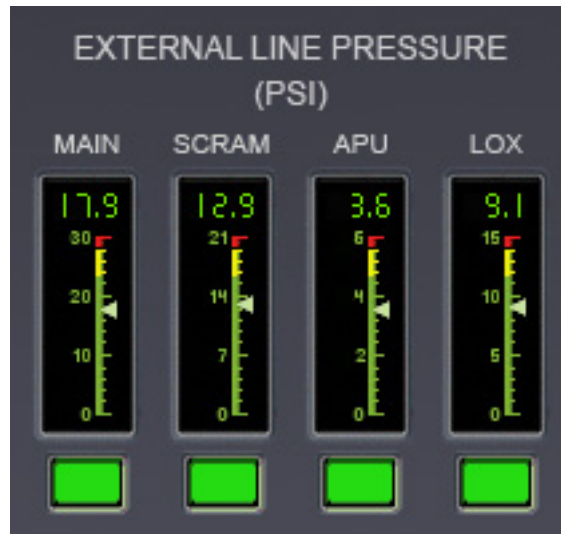 EXTERNAL LINE PRESSURE
(PSI)
MAIN SCRAM APU LOX
17.9 12.9 3.6 9.1
30 21 6 15
20 14 4 10
10 7 2 5
0 0 0 0